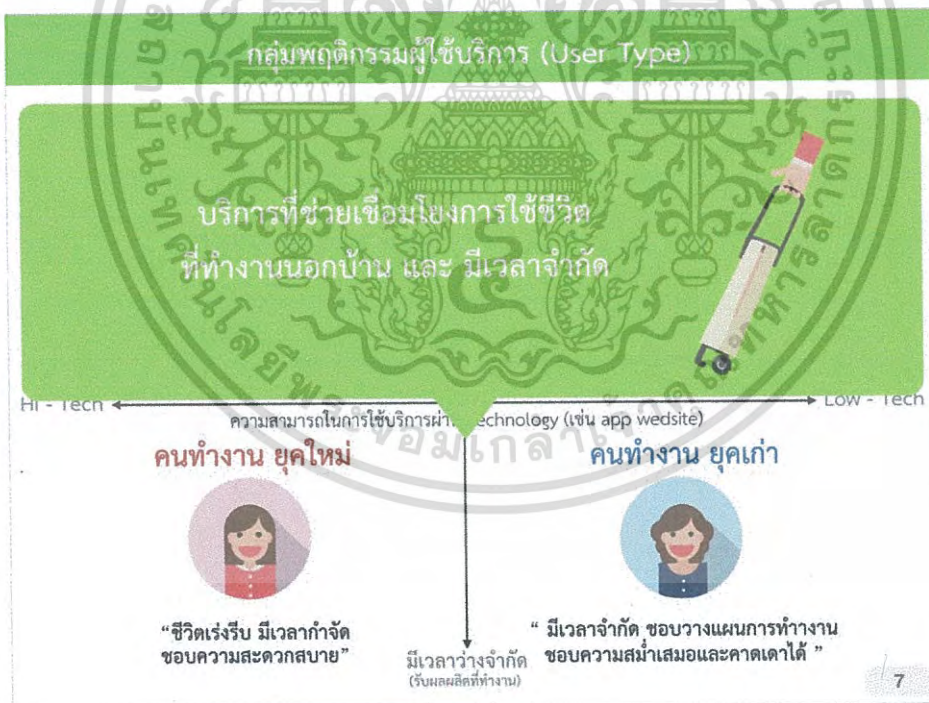 กลุ่มพฤติกรรมผู้ใช้บริการ (User Type)
บริการที่ช่วยเชื่อมโยงการใช้ชีวิต
ที่ทำงานนอกบ้าน และ มีเวลาจำกัด
Hi - Tech
Low - Tech
ความสามารถในการใช้บริการผ่า echnology (เช่น app wedsite)
คนทำงาน ยุคใหม่
คนทำงาน ยุคเก่า
“ชีวิตเร่งรีบ มีเวลากำจัด
ชอบความสะดวกสบาย”
“ มีเวลาจำกัด ชอบวางแผนการทำางาน
ชอบความสม่ำเสมอและคาดเดาได้ ”
มีเวลาว่างจำกัด
(รับผลผลิตที่ทำงาน)
7